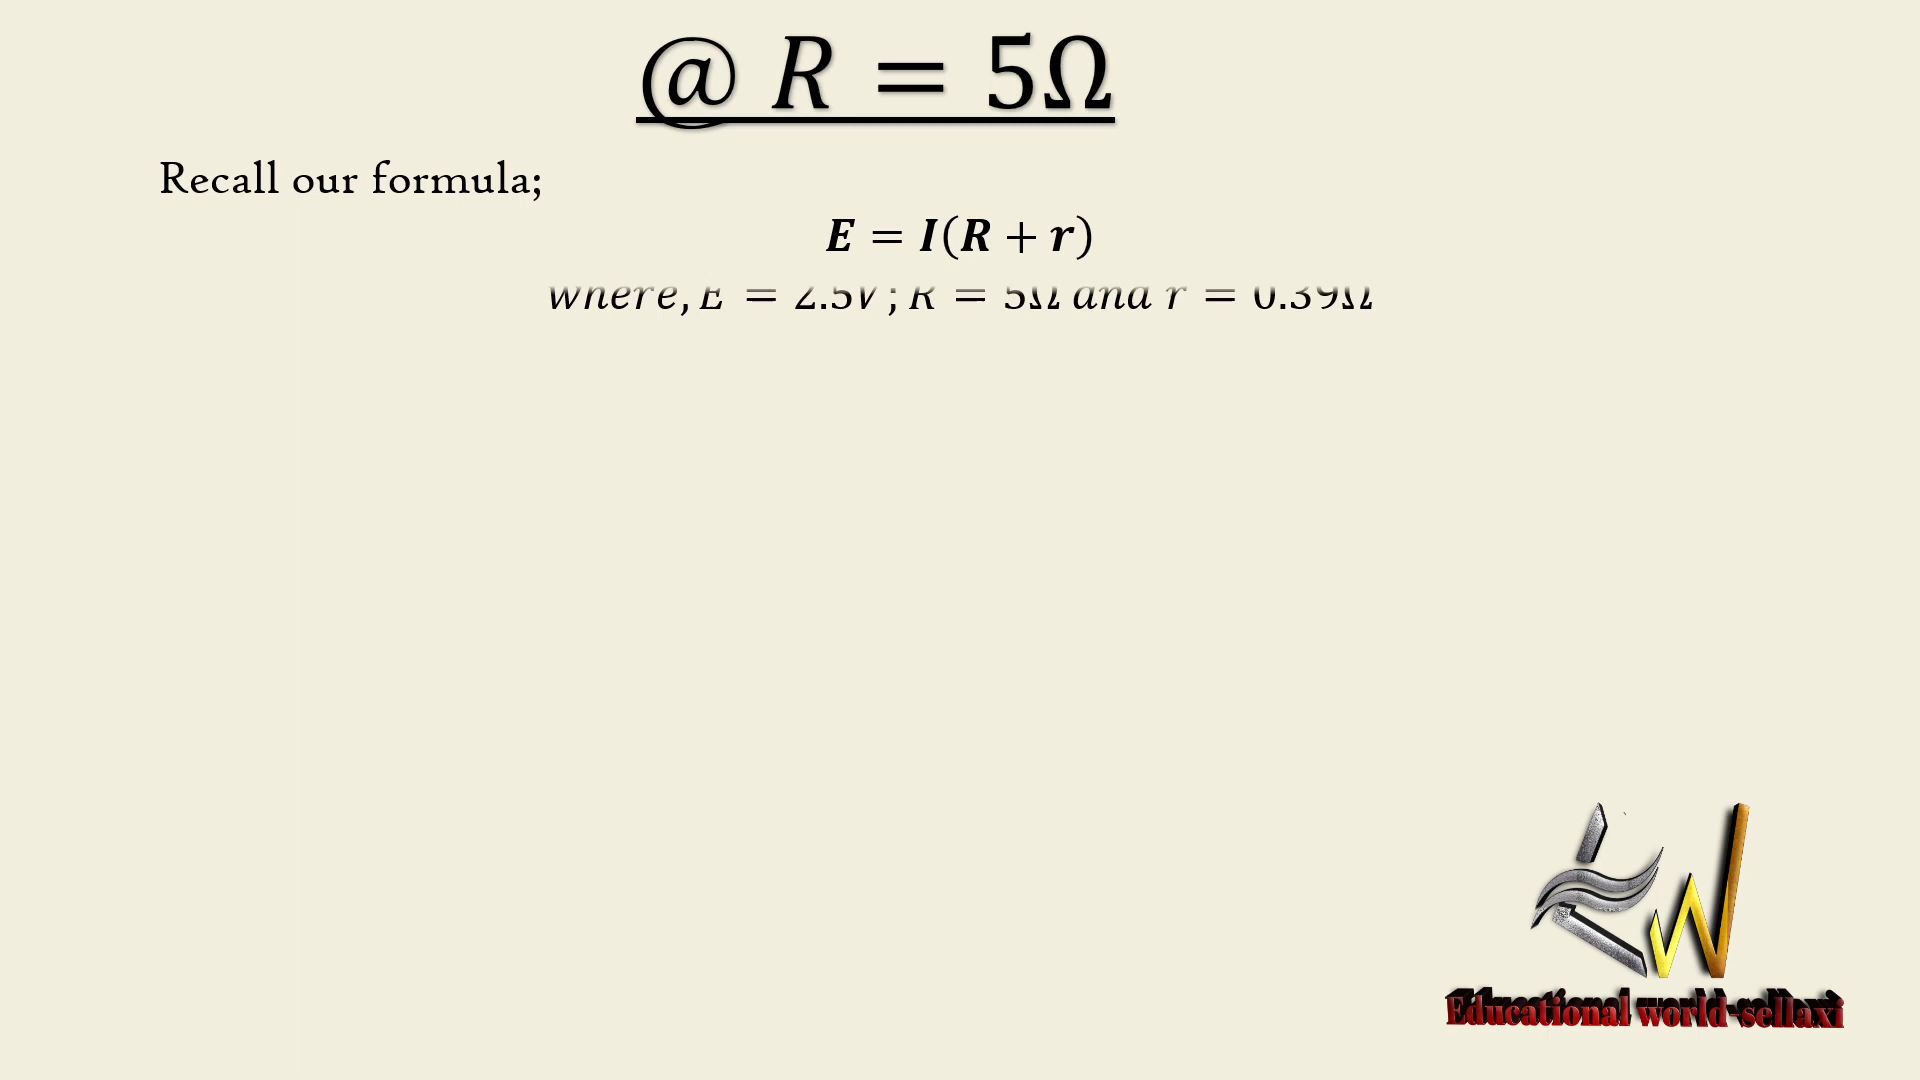 @ R = 5Ω
Recall our formula;
E = I(R + r)
where, E = 2.5V; R = 5Ω and r = 0.39Ω
Educational world-sellaxi